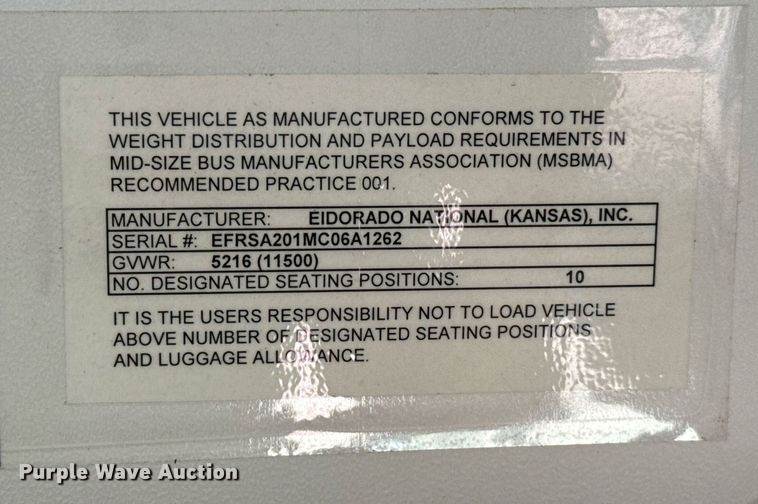 THIS VEHICLE AS MANUFACTURED CONFORMS TO THE
WEIGHT DISTRIBUTION AND PAYLOAD REQUIREMENTS IN
MID-SIZE BUS MANUFACTURERS ASSOCIATION (MSBMA)
RECOMMENDED PRACTICE 001.
MANUFACTURER: EIDORADO NATIONAL (KANSAS), INC.
SERIAL #: EFRSA201MC06A1262
GVWR: 5216 (11500)
NO. DESIGNATED SEATING POSITIONS: 10
IT IS THE USERS RESPONSIBILITY NOT TO LOAD VEHICLE
ABOVE NUMBER OF DESIGNATED SEATING POSITIONS
AND LUGGAGE ALLOWANCE.
Purple Wave Auction